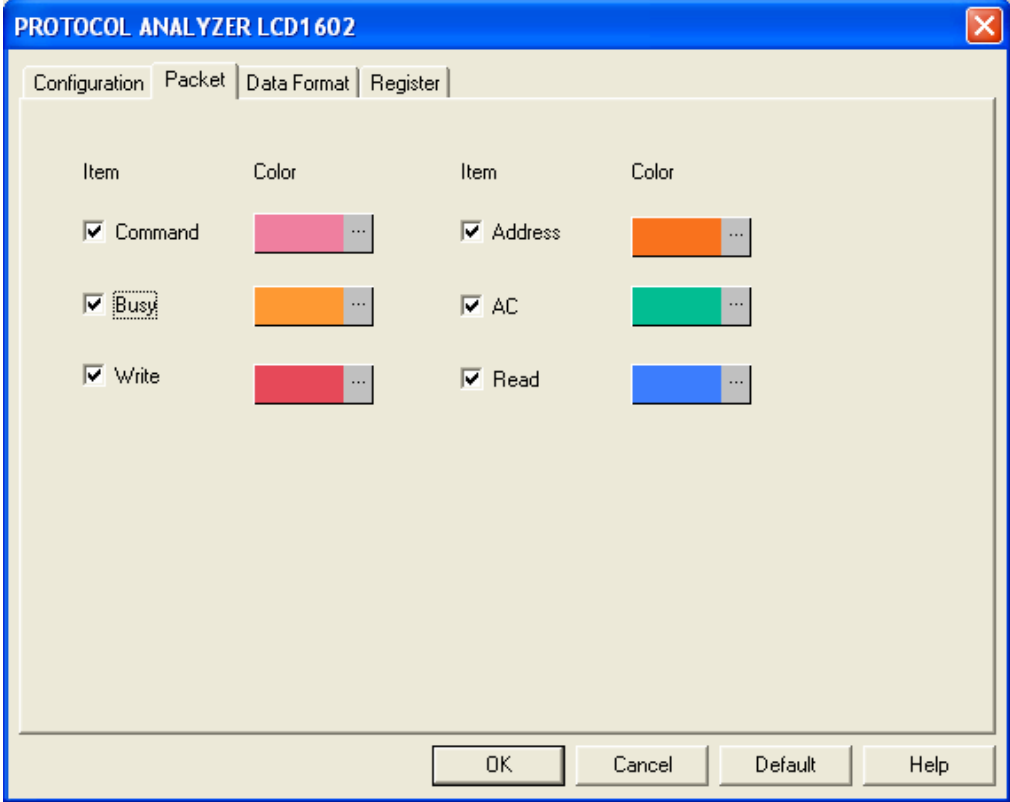 PROTOCOL ANALYZER LCD1602
Configuration Packet Data Format Register
Item Color Item Color
Command ... Address ...
Busy ... AC ...
Write ... Read ...
OK Cancel Default Help